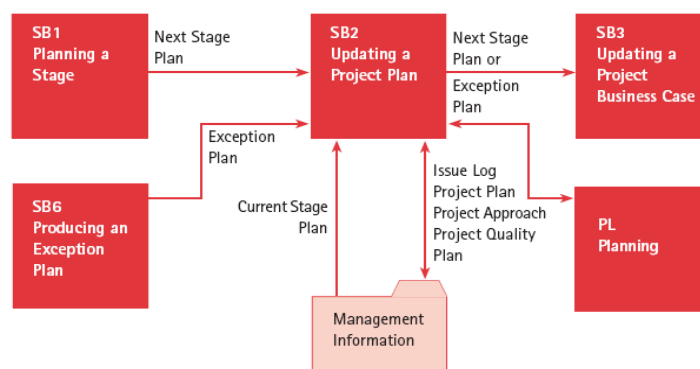 SB1
Planning a
Stage
Next Stage
Plan
SB2
Updating a
Project Plan
Next Stage
Plan or
Exception
Plan
SB3
Updating a
Project
Business Case
Exception
Plan
SB6
Producing an
Exception
Plan
Current Stage
Plan
Issue Log
Project Plan
Project Approach
Project Quality
Plan
PL
Planning
Management
Information